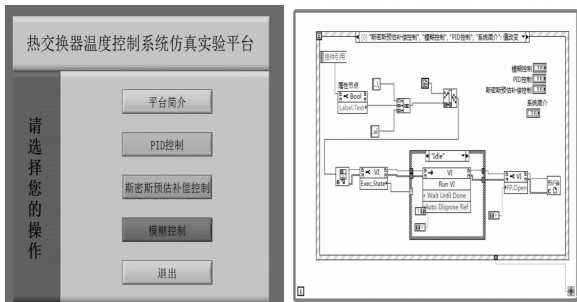 热交换器温度控制系统仿真实验平台
请选择您的操作
平台简介
PID控制
斯密斯预估补偿控制
模糊控制
退出
[0] "斯密斯预估补偿控制", "模糊控制", "PID控制", "系统简介": 值改变
控件引用
属性节点
Bool
Label.Text
模糊控制
PID控制
斯密斯预估补偿控制
系统简介
"Idle"
VI
Exec.State
VI
Run VI
Wait Until Done
Auto Dispose Ref
VI
FP.Open
i